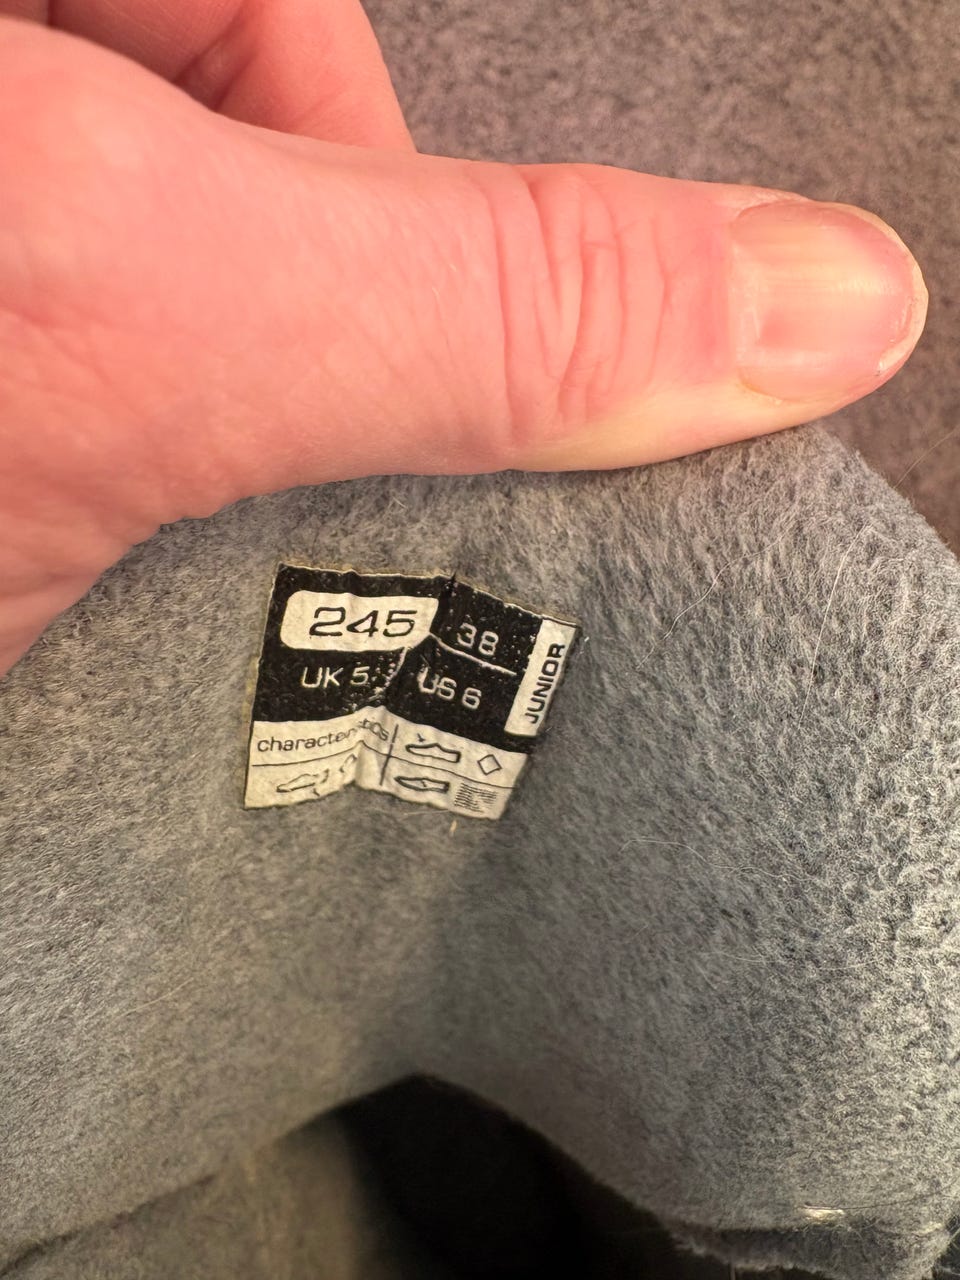 245 38
UK 5 US 6
JUNIOR
characteristics